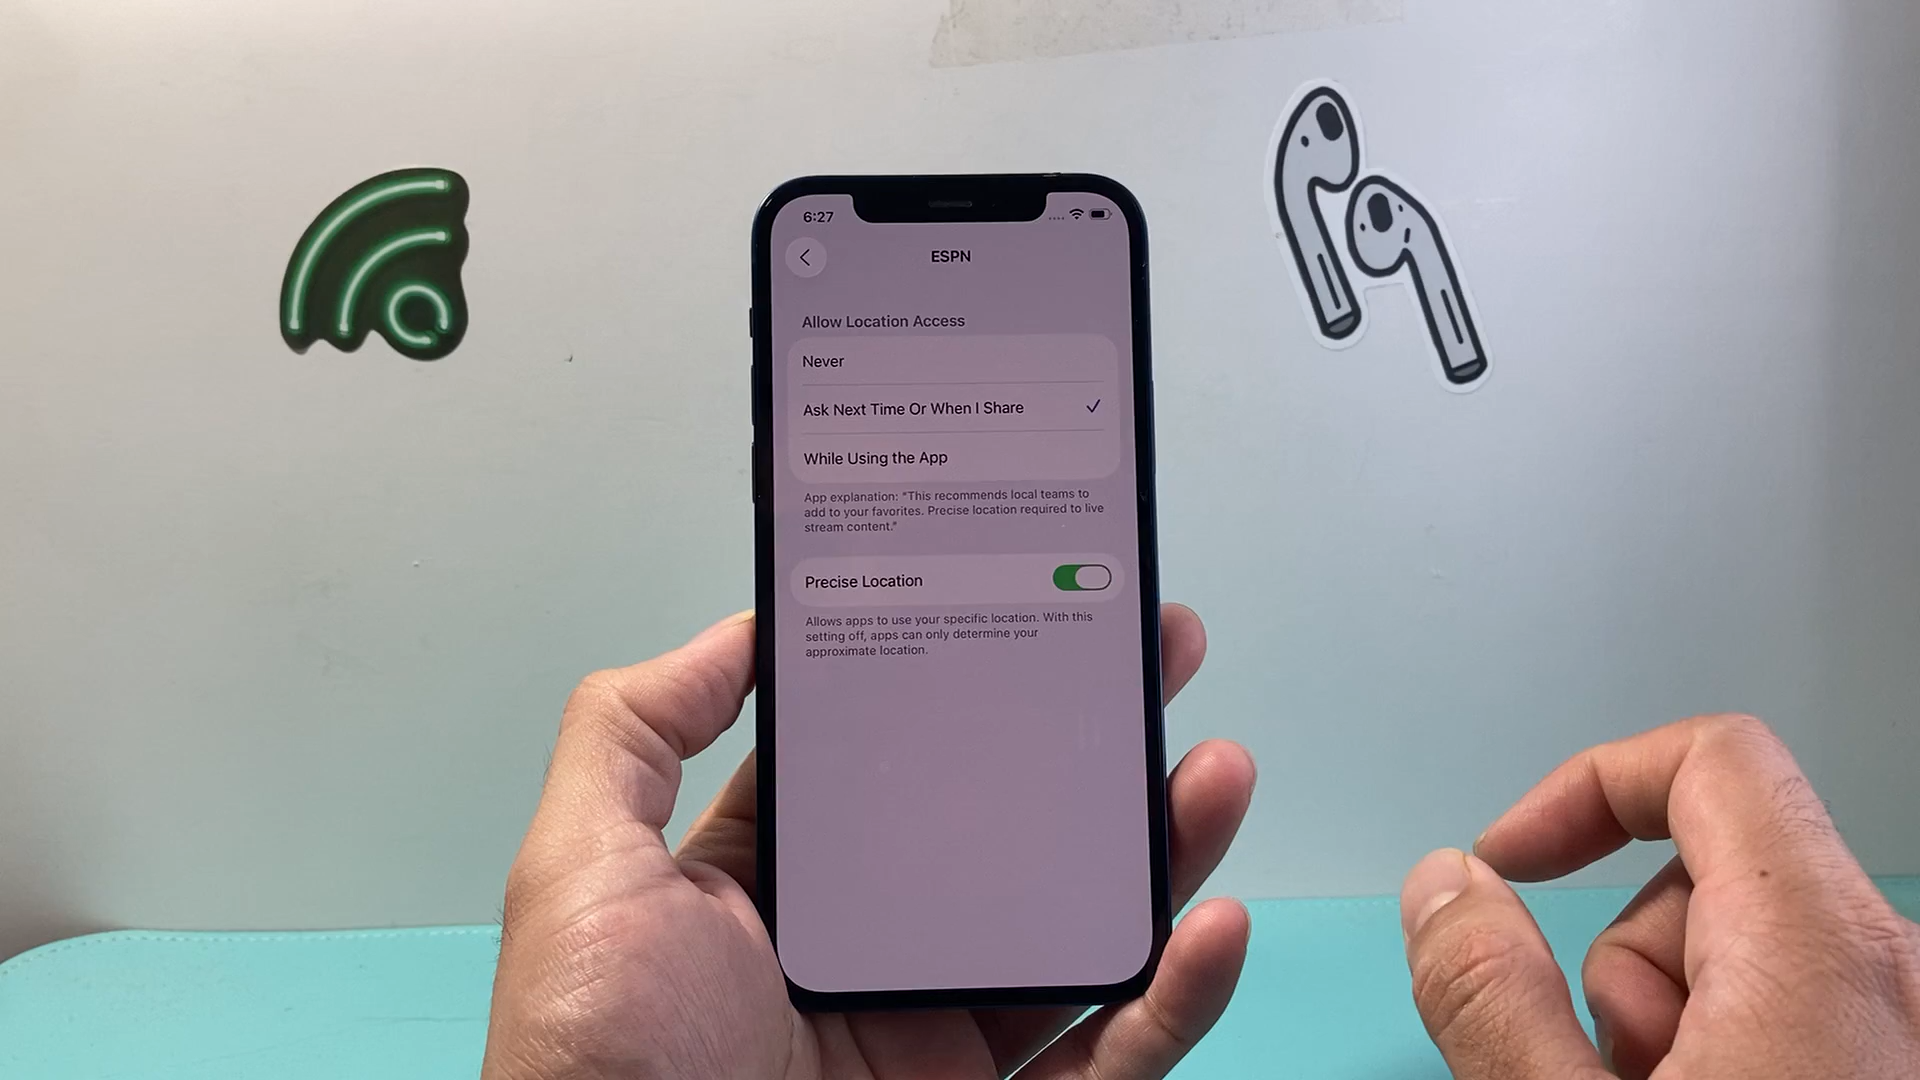 6:27
ESPN
Allow Location Access
Never
Ask Next Time Or When I Share
While Using the App
App explanation: “This recommends local teams to
add to your favorites. Precise location required to live
stream content.”
Precise Location
Allows apps to use your specific location. With this
setting off, apps can only determine your
approximate location.